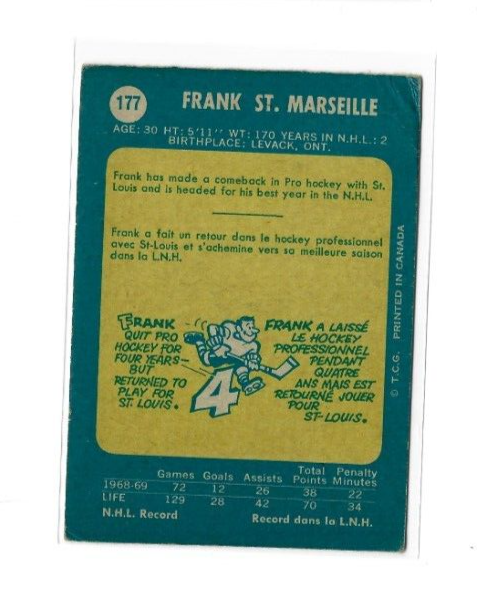 177
FRANK ST. MARSEILLE
AGE: 30 HT: 5'11" WT: 170 YEARS IN N.H.L.: 2
BIRTHPLACE: LEVACK, ONT.
Frank has made a comeback in Pro hockey with St.
Louis and is headed for his best year in the N.H.L.
Frank a fait un retour dans le hockey professionnel
avec St-Louis et s'achemine vers sa meilleure saison
dans la L.N.H.
FRANK
QUIT PRO
HOCKEY FOR
FOUR YEARS—
BUT
RETURNED TO
PLAY FOR
ST. LOUIS.
4
FRANK A LAISSÉ
LE HOCKEY
PROFESSIONNEL
PENDANT
QUATRE
ANS MAIS EST
RETOURNÉ JOUER
POUR
ST-LOUIS.
© T.C.G. PRINTED IN CANADA
Games Goals Assists Total Points Penalty Minutes
1968-69 72 12 26 38 22
LIFE 129 28 42 70 34
N.H.L. Record Record dans la L.N.H.